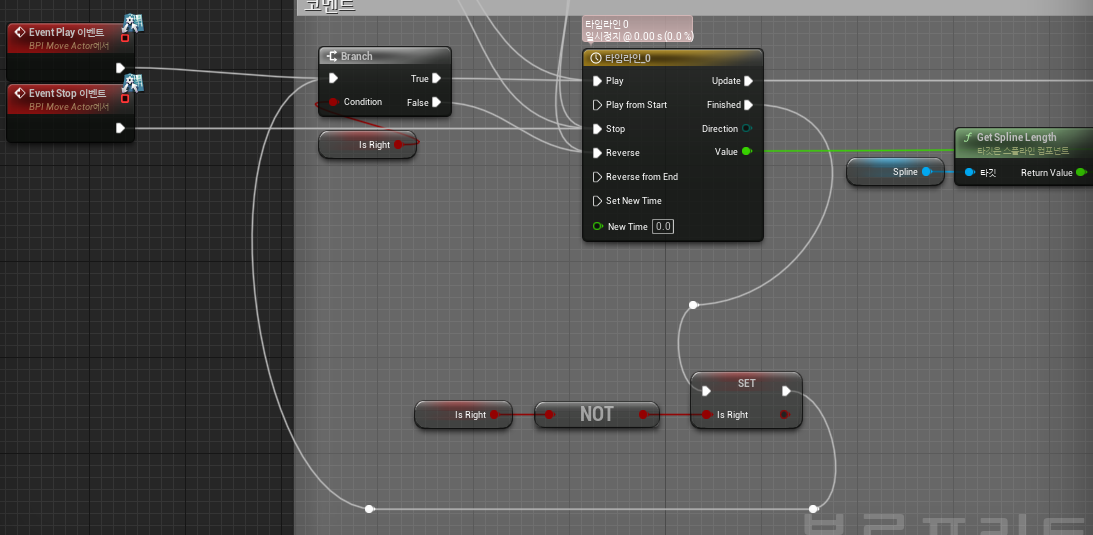 코멘트
Event Play 이벤트
BPI Move Actor에서
Event Stop 이벤트
BPI Move Actor에서
Branch
True
Condition
False
Is Right
타임라인 0
일시정지 @ 0.00 s (0.0 %)
타임라인_0
Play
Update
Play from Start
Finished
Stop
Direction
Reverse
Value
Reverse from End
Set New Time
New Time 0.0
Spline
Get Spline Length
타깃은 스플라인 컴포넌트
타깃
Return Value
Is Right
NOT
SET
Is Right
블루프린트